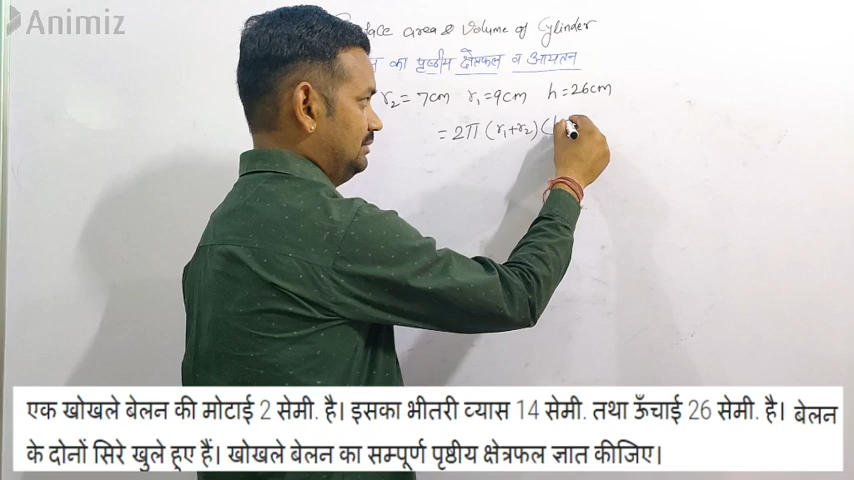 Animiz
area & Volume of Cylinder
का पृष्ठीय क्षेत्रफल व आयतन
r₂ = 7cm r₁ = 9cm h = 26cm
= 2π (r₁+r₂) (
एक खोखले बेलन की मोटाई 2 सेमी. है। इसका भीतरी व्यास 14 सेमी. तथा ऊँचाई 26 सेमी. है। बेलन
के दोनों सिरे खुले हुए हैं। खोखले बेलन का सम्पूर्ण पृष्ठीय क्षेत्रफल ज्ञात कीजिए।